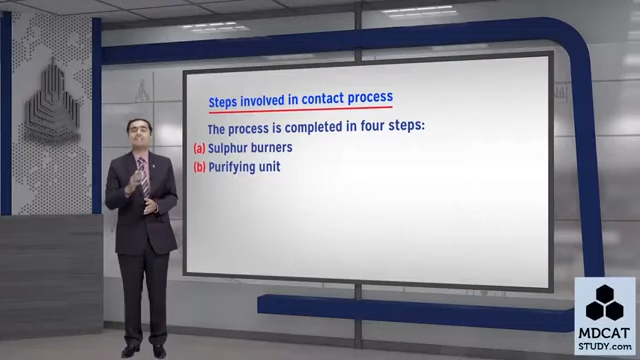 Steps involved in contact process
The process is completed in four steps:
(a) Sulphur burners
(b) Purifying unit
MDCAT
STUDY.com